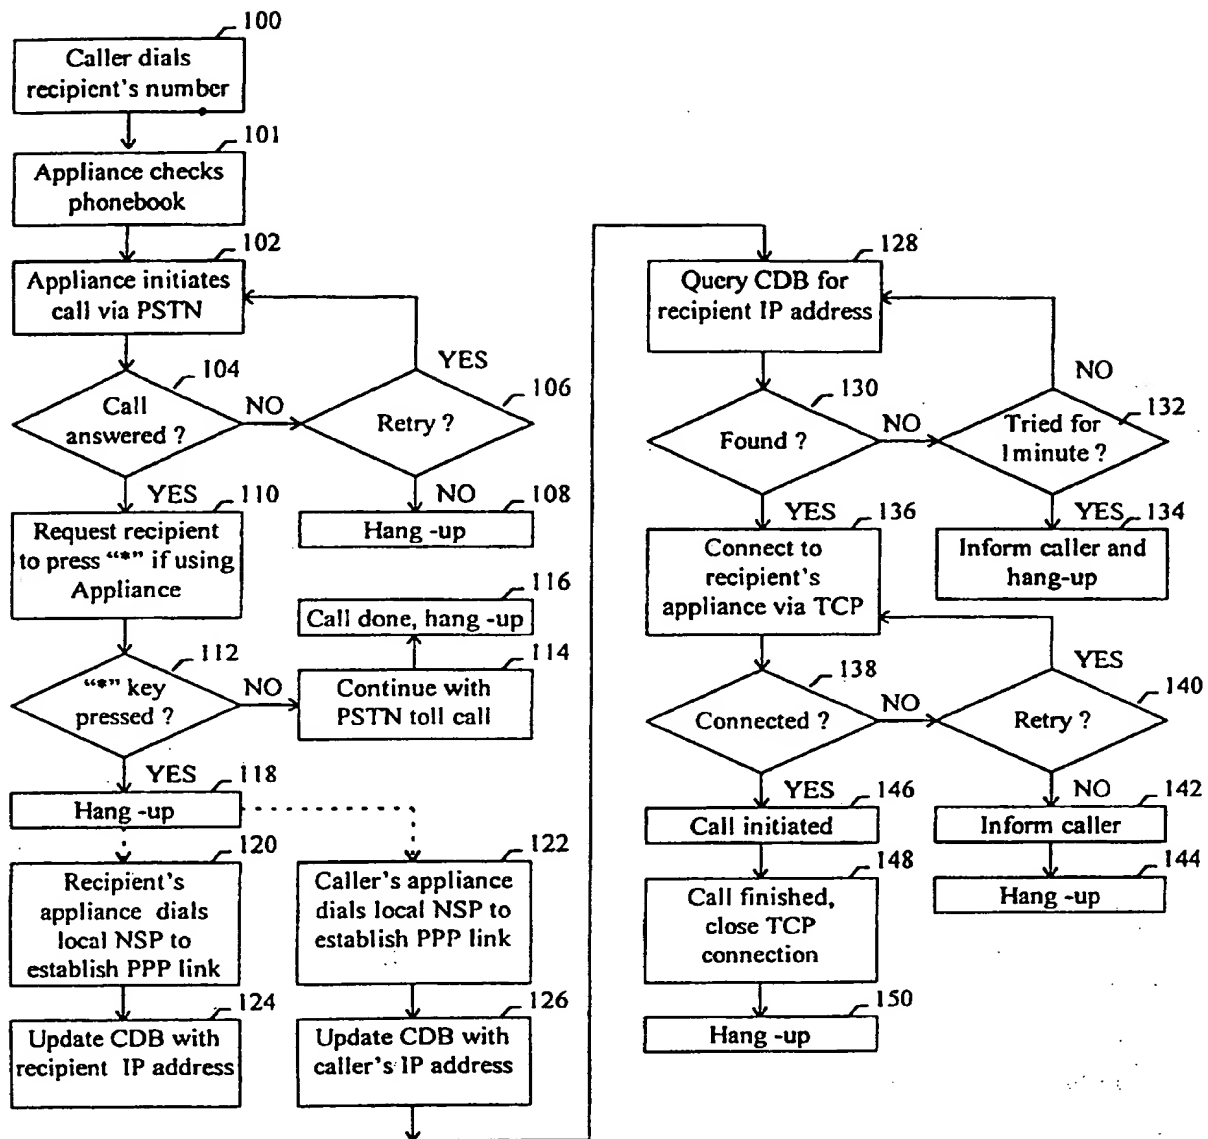 100
Caller dials
recipient's number
101
Appliance checks
phonebook
102
Appliance initiates
call via PSTN
104
Call
answered ?
NO
YES
106
Retry ?
YES
NO
108
Hang -up
110
Request recipient
to press “*” if using
Appliance
112
“*” key
pressed ?
NO
YES
114
Continue with
PSTN toll call
116
Call done, hang -up
118
Hang -up
120
Recipient's
appliance dials
local NSP to
establish PPP link
122
Caller's appliance
dials local NSP to
establish PPP link
124
Update CDB with
recipient IP address
126
Update CDB with
caller's IP address
128
Query CDB for
recipient IP address
130
Found ?
NO
YES
132
Tried for
1minute ?
NO
YES
134
Inform caller and
hang-up
136
Connect to
recipient's
appliance via TCP
138
Connected ?
NO
YES
140
Retry ?
YES
NO
142
Inform caller
144
Hang -up
146
Call initiated
148
Call finished,
close TCP
connection
150
Hang -up